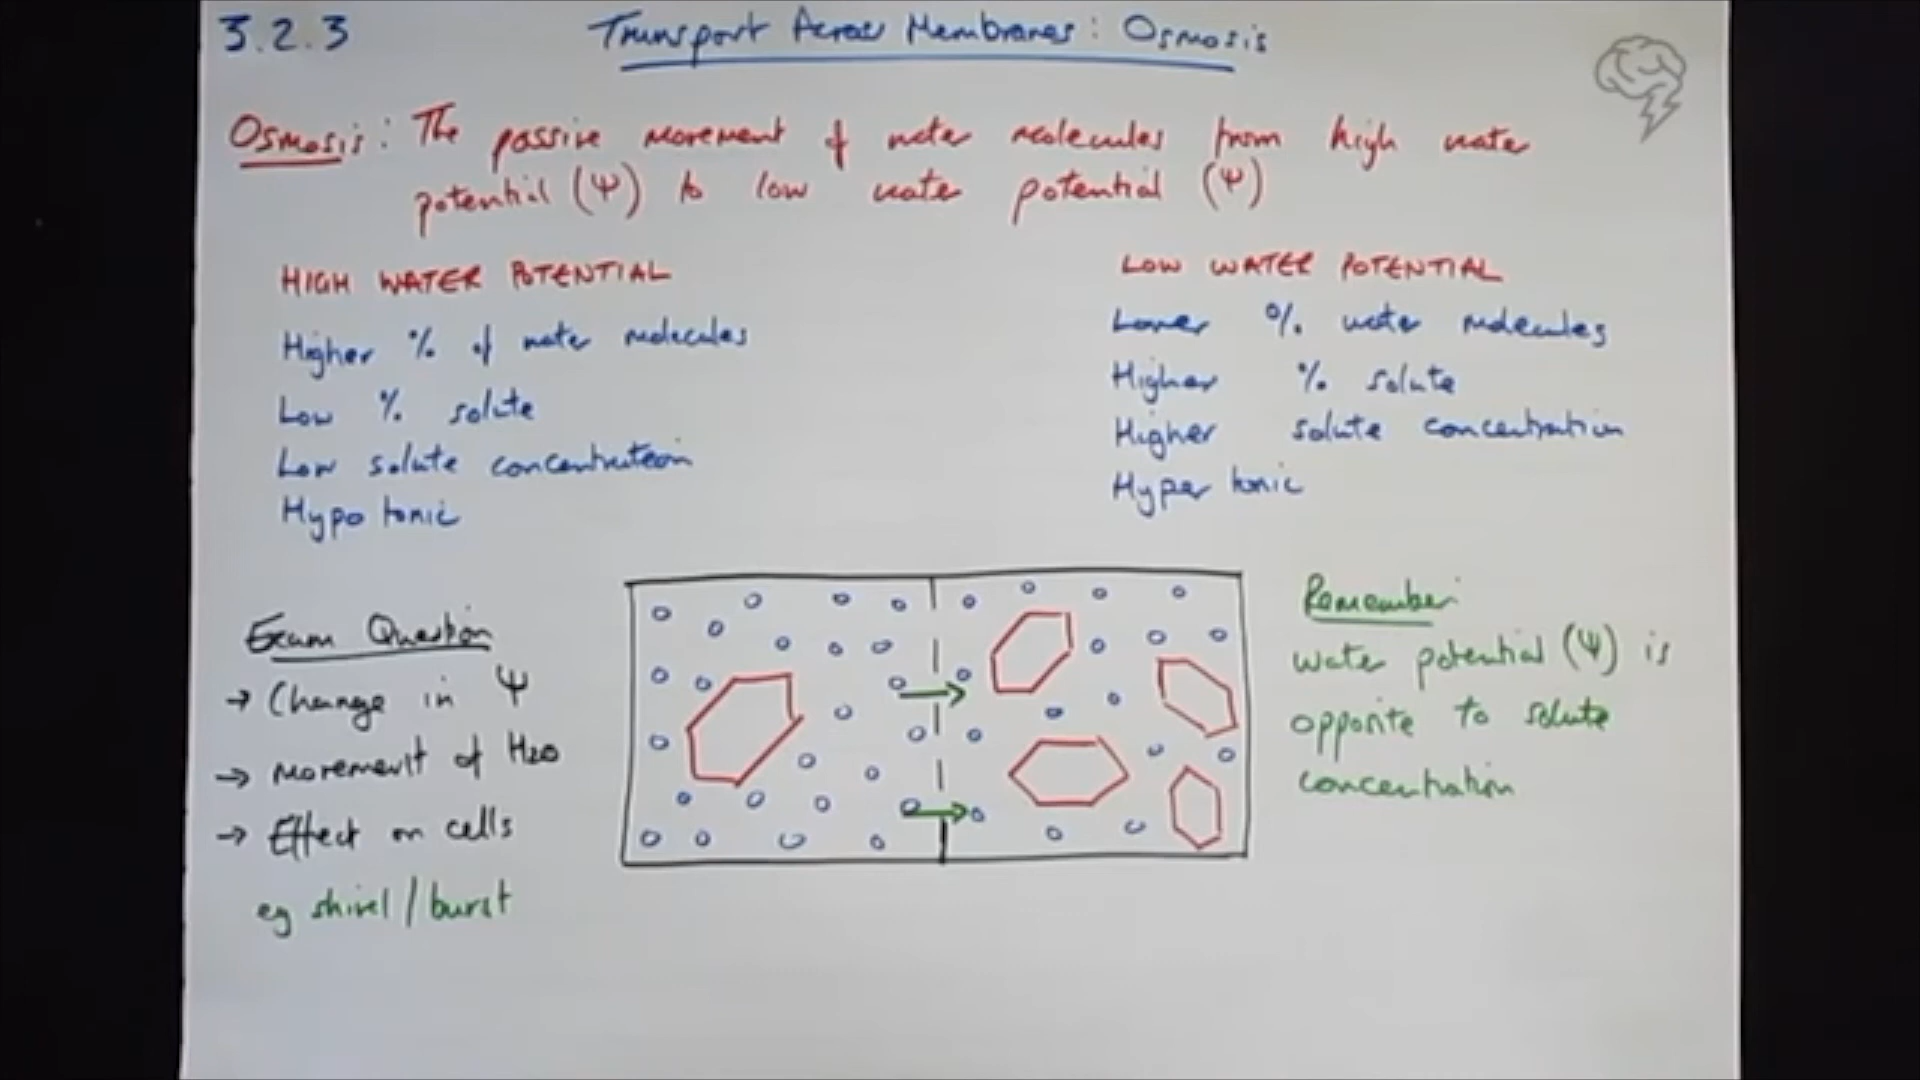 3.2.3
Transport Across Membranes: Osmosis
Osmosis: The passive movement of water molecules from high water
potential (Ψ) to low water potential (Ψ)
HIGH WATER POTENTIAL
Higher % of water molecules
Low % solute
Low solute concentration
Hypotonic
LOW WATER POTENTIAL
Lower % water molecules
Higher % solute
Higher solute concentration
Hypertonic
Exam Question
→ Change in Ψ
→ movement of H2O
→ Effect on cells
eg shivel/burst
Remember
water potential (Ψ) is
opposite to solute
concentration